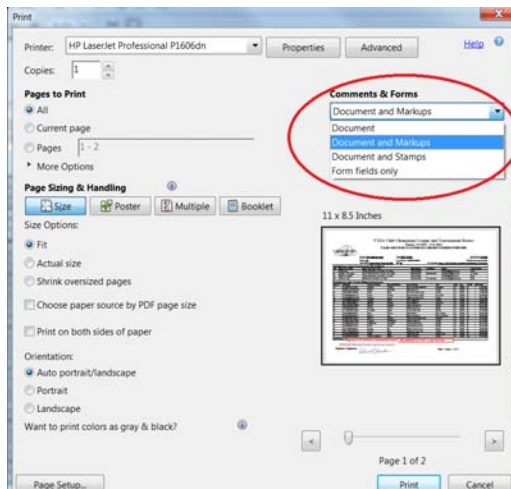 Print
Printer: HP LaserJet Professional P1606dn Properties Advanced Help
Copies: 1
Pages to Print
All
Current page
Pages 1 - 2
More Options
Comments & Forms
Document and Markups
Document
Document and Markups
Document and Stamps
Form fields only
Page Sizing & Handling
Size Poster Multiple Booklet
Size Options:
Fit
Actual size
Shrink oversized pages
Choose paper source by PDF page size
Print on both sides of paper
Orientation:
Auto portrait/landscape
Portrait
Landscape
Want to print colors as gray & black?
11 x 8.5 Inches
< >
Page 1 of 2
Page Setup... Print Cancel